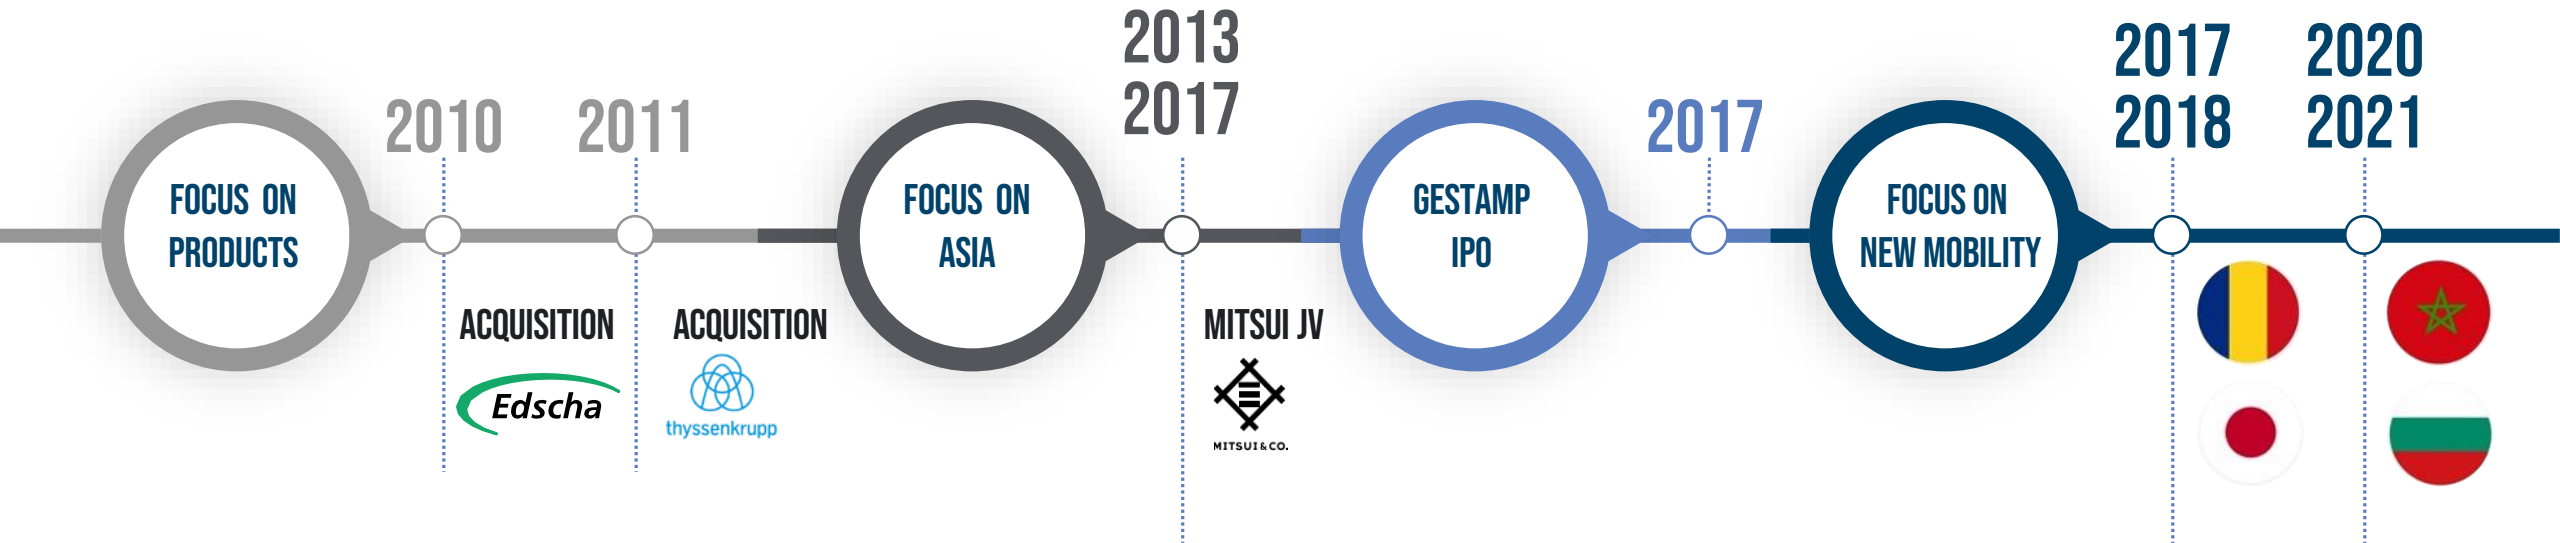 FOCUS ON
PRODUCTS
2010
ACQUISITION
Edscha
2011
ACQUISITION
thyssenkrupp
FOCUS ON
ASIA
2013
2017
MITSUI JV
MITSUI & CO.
GESTAMP
IPO
2017
FOCUS ON
NEW MOBILITY
2017
2018
2020
2021